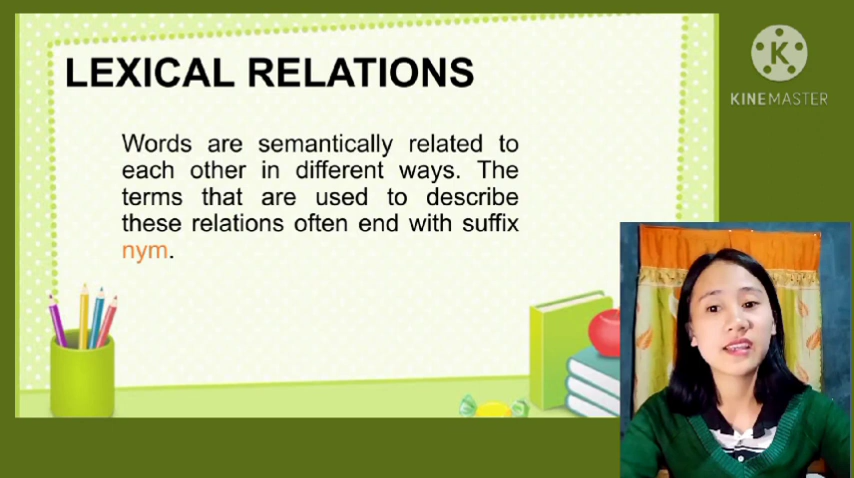 LEXICAL RELATIONS
Words are semantically related to
each other in different ways. The
terms that are used to describe
these relations often end with suffix
nym.
K
KINEMASTER